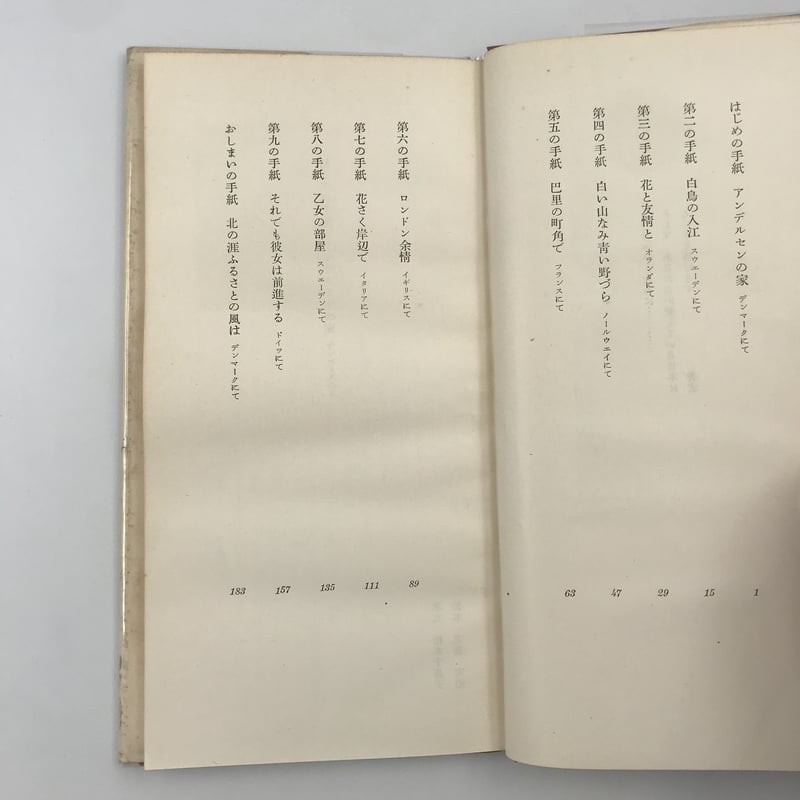 はじめの手紙 アンデルセンの家 デンマークにて 1
第二の手紙 白鳥の入江 スウエーデンにて 15
第三の手紙 花と友情と オランダにて 29
第四の手紙 白い山なみ青い野づら ノールウエイにて 47
第五の手紙 巴里の町角で フランスにて 63
第六の手紙 ロンドン余情 イギリスにて 89
第七の手紙 花さく岸辺で イタリアにて 111
第八の手紙 乙女の部屋 スウエーデンにて 135
第九の手紙 それでも彼女は前進する ドイツにて 157
おしまいの手紙 北の涯ふるさとの風は デンマークにて 183